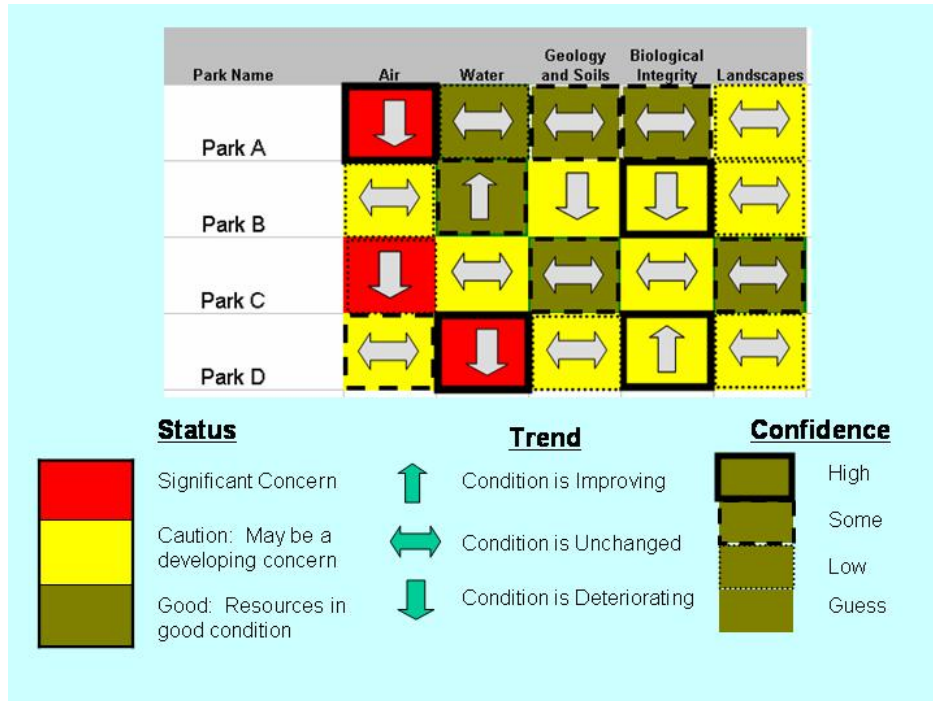 Park Name Air Water Geology and Soils Biological Integrity Landscapes
Park A
Park B
Park C
Park D
Status
Significant Concern
Caution: May be a
developing concern
Good: Resources in
good condition
Trend
Condition is Improving
Condition is Unchanged
Condition is Deteriorating
Confidence
High
Some
Low
Guess